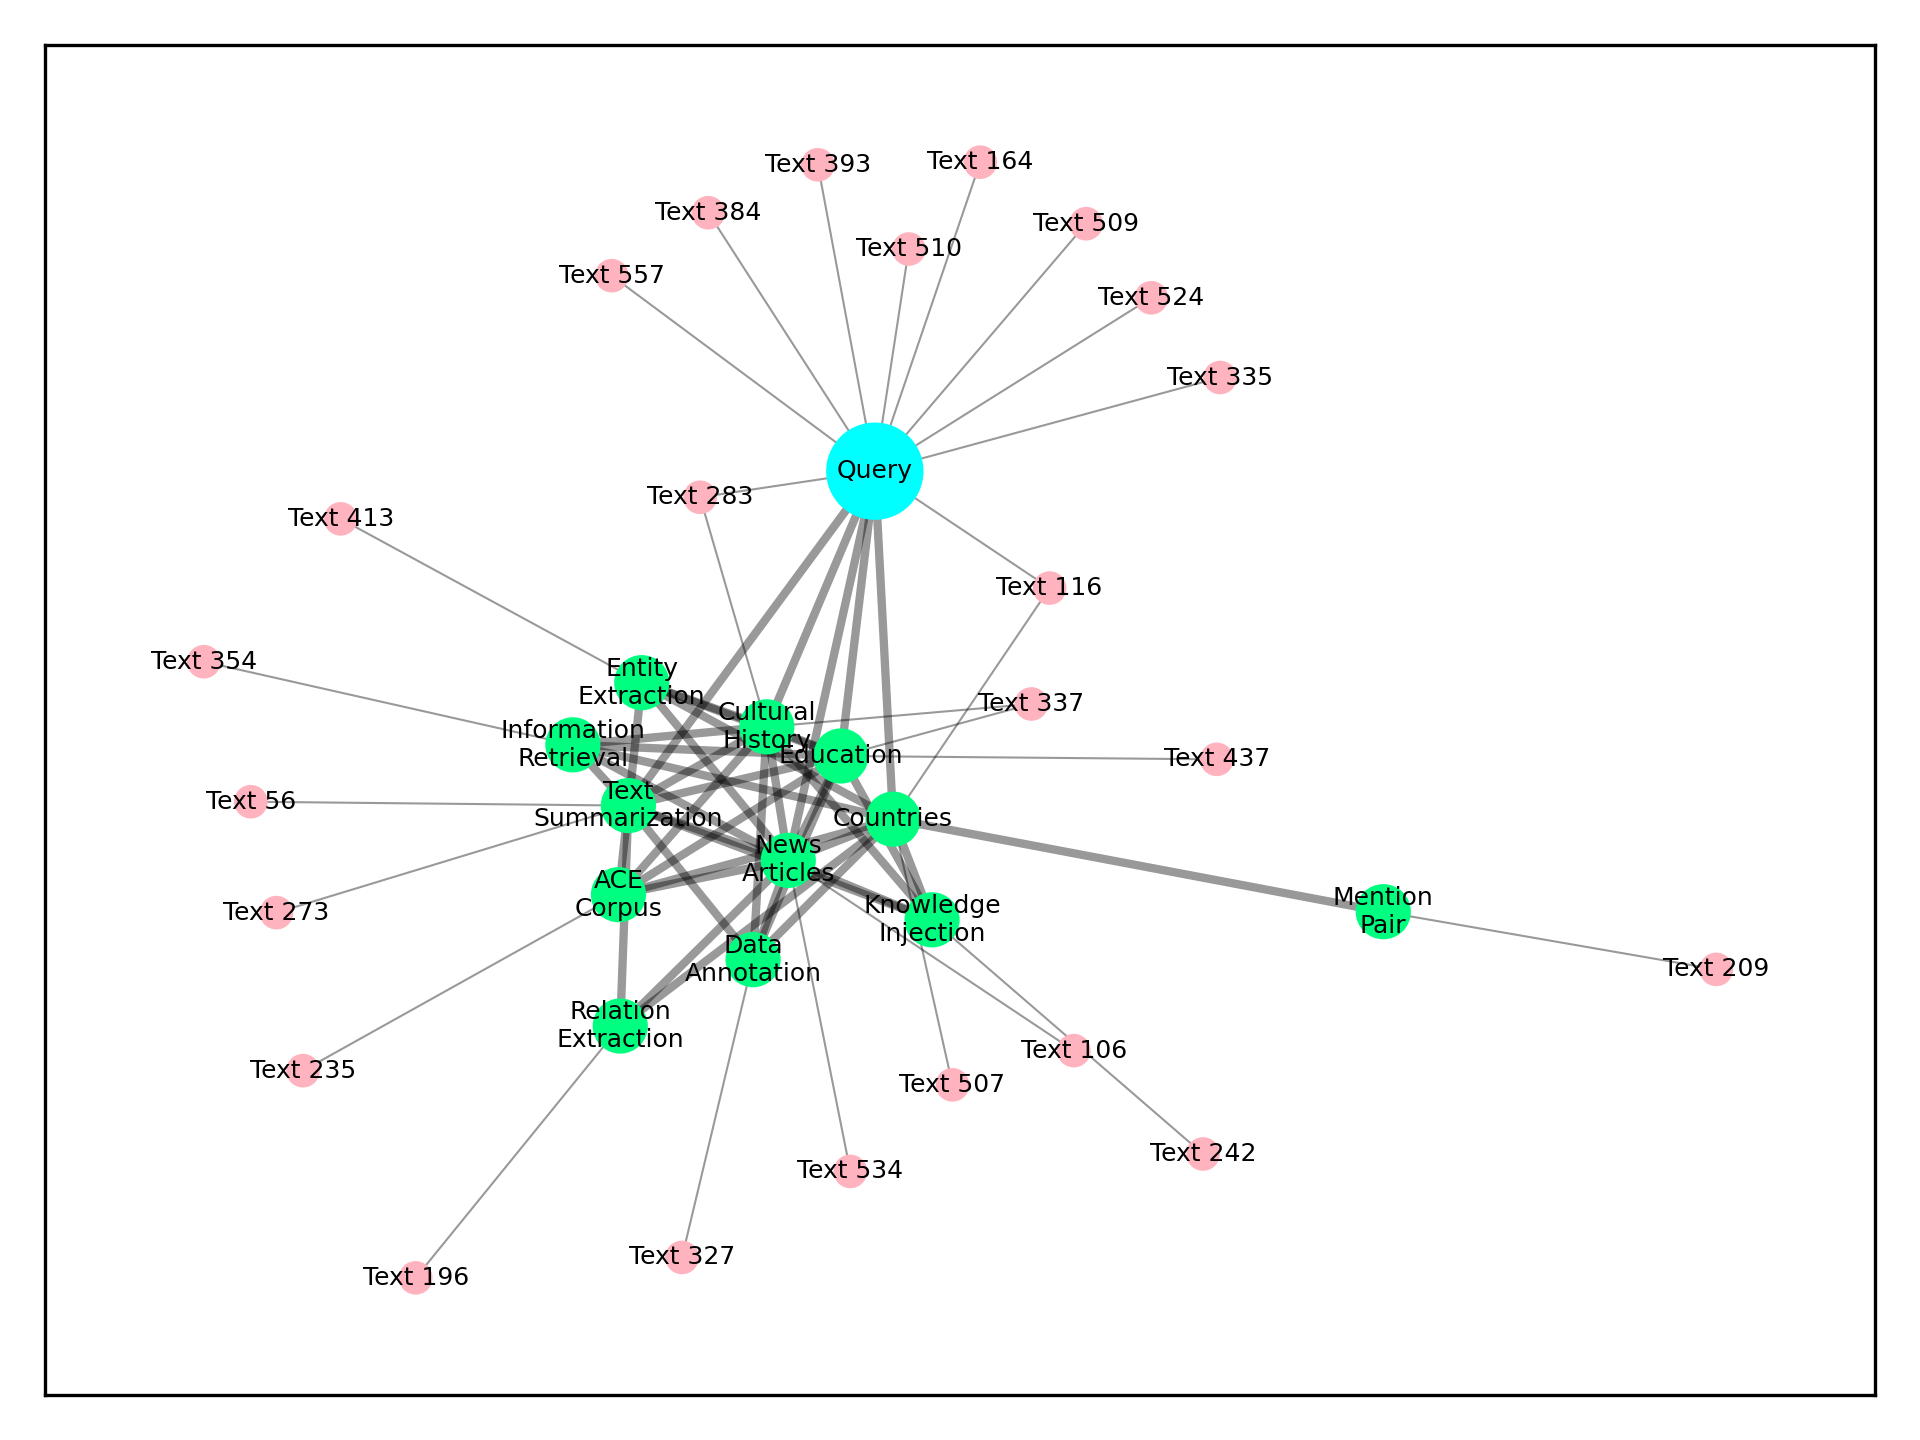 Text 393
Text 164
Text 384
Text 509
Text 510
Text 557
Text 524
Text 335
Query
Text 283
Text 413
Text 116
Text 354
Entity
Extraction
Text 337
Cultural
History
Information
Retrieval
Education
Text 437
Text 56
Text
Summarization
Countries
News
Articles
ACE
Corpus
Mention
Pair
Knowledge
Injection
Text 273
Data
Annotation
Text 209
Relation
Extraction
Text 106
Text 235
Text 507
Text 242
Text 534
Text 327
Text 196